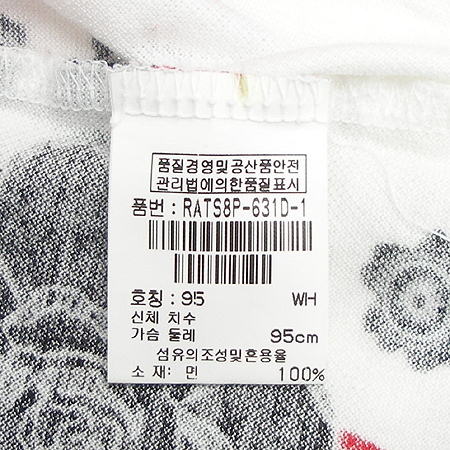 품질경영및공산품안전
관리법에의한품질표시
품번 : RATS8P-631D-1
호칭 : 95 WH
신체 치수
가슴 둘레 95cm
섬유의조성및혼용율
소 재: 면 100%